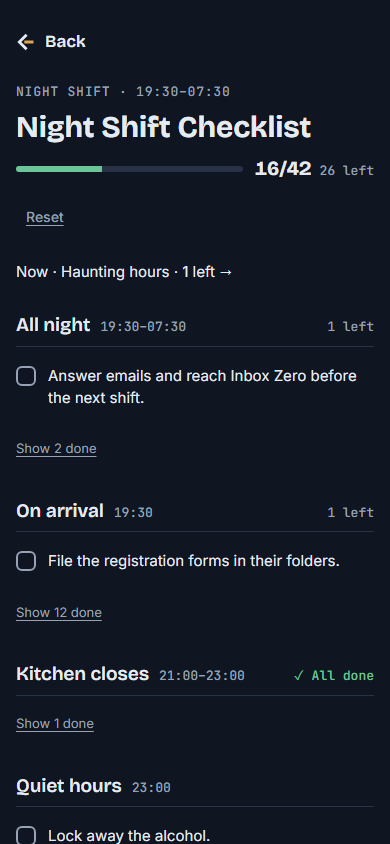 Back
NIGHT SHIFT · 19:30–07:30
Night Shift Checklist
16/42 26 left
Reset
Now · Haunting hours · 1 left →
All night 19:30–07:30 1 left
Answer emails and reach Inbox Zero before
the next shift.
Show 2 done
On arrival 19:30 1 left
File the registration forms in their folders.
Show 12 done
Kitchen closes 21:00–23:00 ✓ All done
Show 1 done
Quiet hours 23:00
Lock away the alcohol.